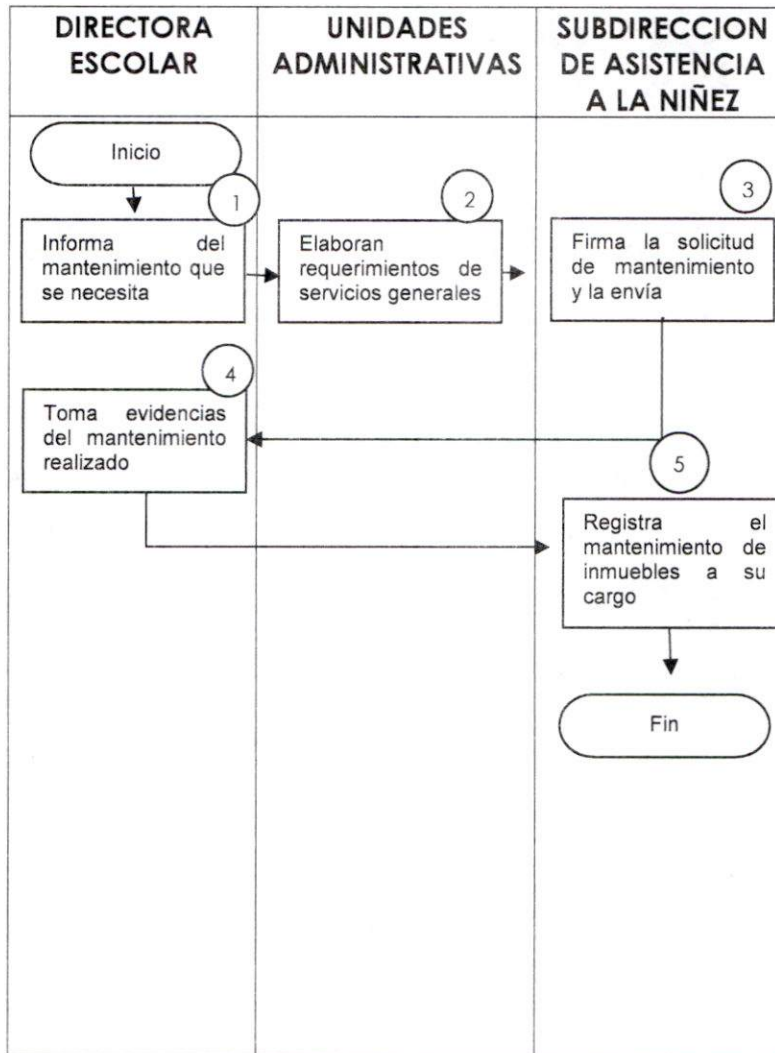 DIRECTORA
ESCOLAR
UNIDADES
ADMINISTRATIVAS
SUBDIRECCION
DE ASISTENCIA
A LA NIÑEZ
Inicio
1
Informa del
mantenimiento que
se necesita
2
Elaboran
requerimientos de
servicios generales
3
Firma la solicitud
de mantenimiento
y la envía
4
Toma evidencias
del mantenimiento
realizado
5
Registra el
mantenimiento de
inmuebles a su
cargo
Fin